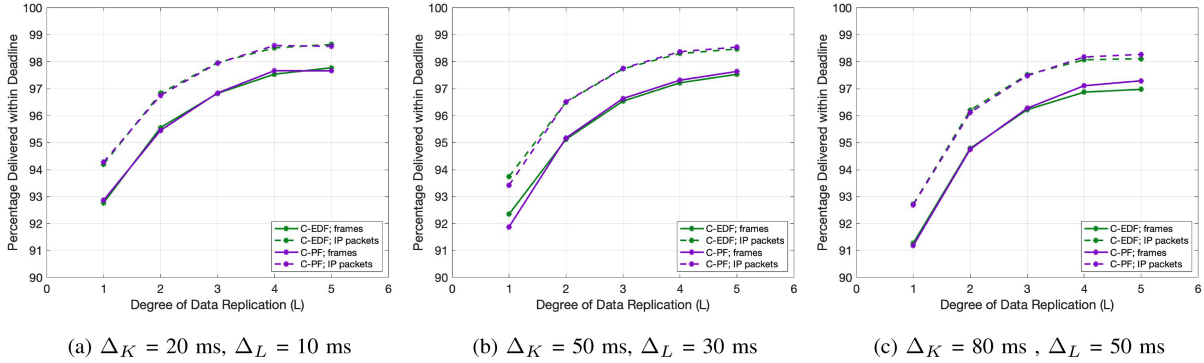 Percentage Delivered within Deadline
100
99
98
97
96
95
94
93
92
91
90
0
1
2
3
4
5
6
Degree of Data Replication (L)
C-EDF; frames
C-EDF; IP packets
C-PF; frames
C-PF; IP packets
(a) Δ_K = 20 ms, Δ_L = 10 ms
Percentage Delivered within Deadline
100
99
98
97
96
95
94
93
92
91
90
0
1
2
3
4
5
6
Degree of Data Replication (L)
C-EDF; frames
C-EDF; IP packets
C-PF; frames
C-PF; IP packets
(b) Δ_K = 50 ms, Δ_L = 30 ms
Percentage Delivered within Deadline
100
99
98
97
96
95
94
93
92
91
90
0
1
2
3
4
5
6
Degree of Data Replication (L)
C-EDF; frames
C-EDF; IP packets
C-PF; frames
C-PF; IP packets
(c) Δ_K = 80 ms , Δ_L = 50 ms